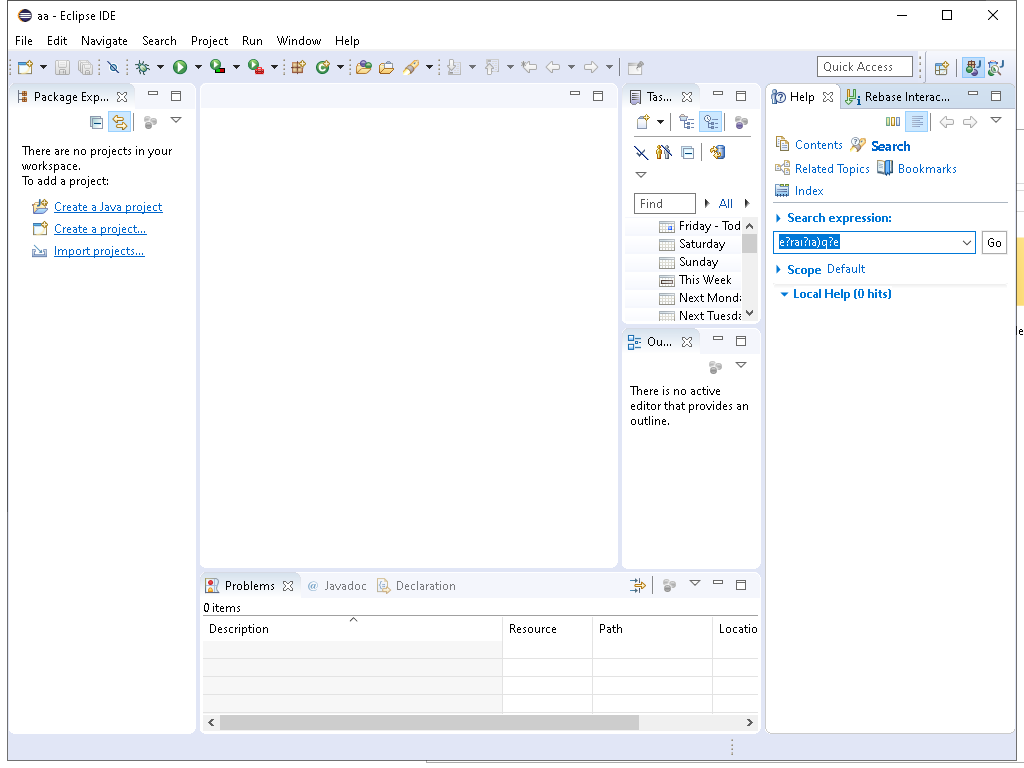 aa - Eclipse IDE
File Edit Navigate Search Project Run Window Help
Quick Access
Package Exp...
There are no projects in your
workspace.
To add a project:
Create a Java project
Create a project...
Import projects...
Tas...
Find
All
Friday - Tod
Saturday
Sunday
This Week
Next Monda
Next Tuesda
Ou...
There is no active
editor that provides an
outline.
Help
Rebase Interac...
Contents
Search
Related Topics
Bookmarks
Index
Search expression:
e?raı?ıa)q?e
Go
Scope Default
Local Help (0 hits)
Problems
@ Javadoc
Declaration
0 items
Description Resource Path Locatio